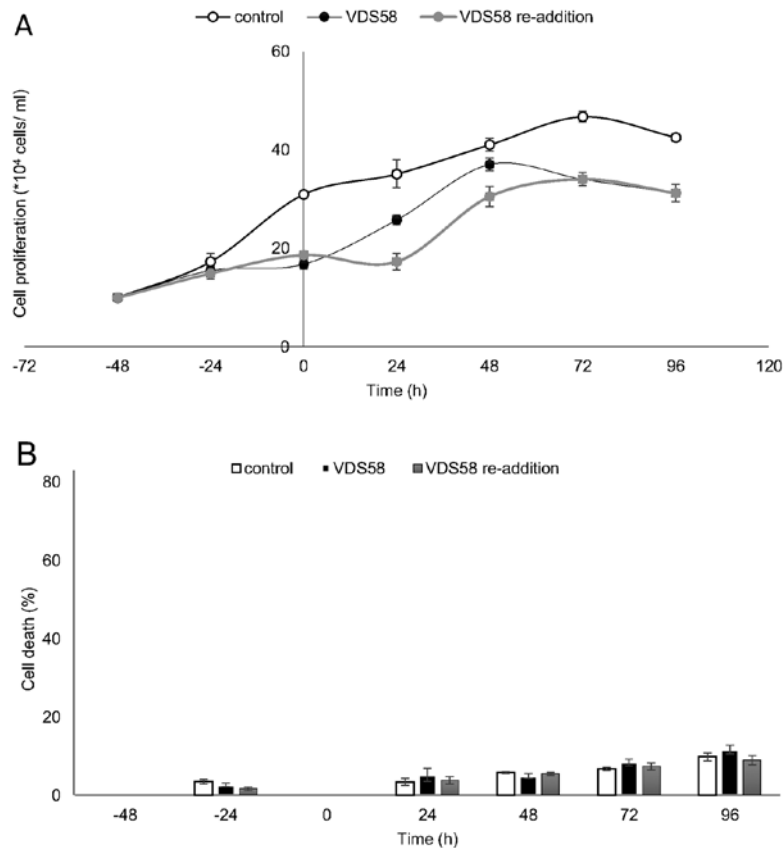 A
control VDS58 VDS58 re-addition
Cell proliferation (*10⁴ cells/ ml)
60
40
20
0
-72 -48 -24 0 24 48 72 96 120
Time (h)
B
control VDS58 VDS58 re-addition
Cell death (%)
80
60
40
20
0
-48 -24 0 24 48 72 96
Time (h)